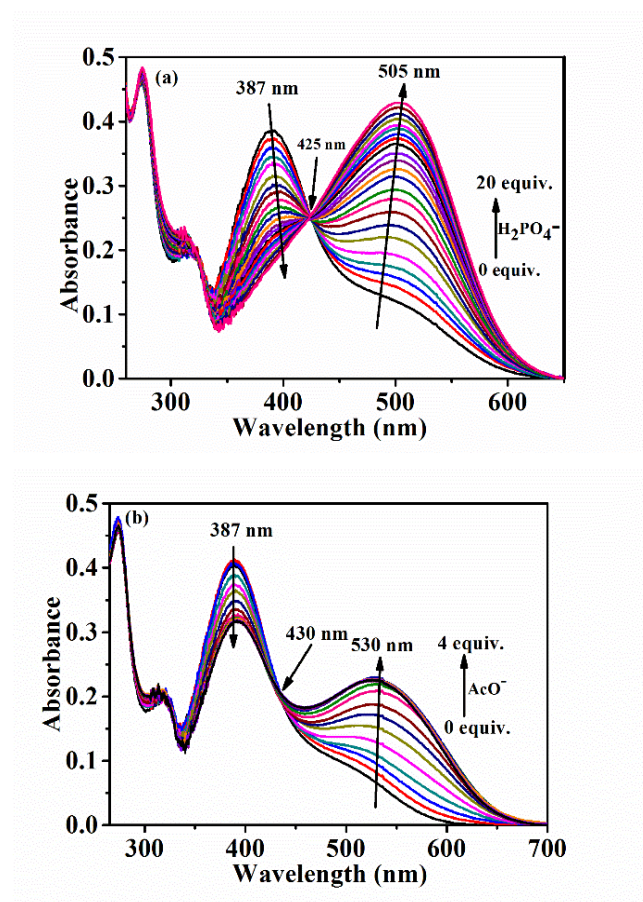 (a)
387 nm
425 nm
505 nm
20 equiv.
H₂PO₄⁻
0 equiv.
Absorbance
0.5
0.4
0.3
0.2
0.1
0.0
300 400 500 600
Wavelength (nm)
(b)
387 nm
430 nm
530 nm
4 equiv.
AcO⁻
0 equiv.
Absorbance
0.5
0.4
0.3
0.2
0.1
0.0
300 400 500 600 700
Wavelength (nm)